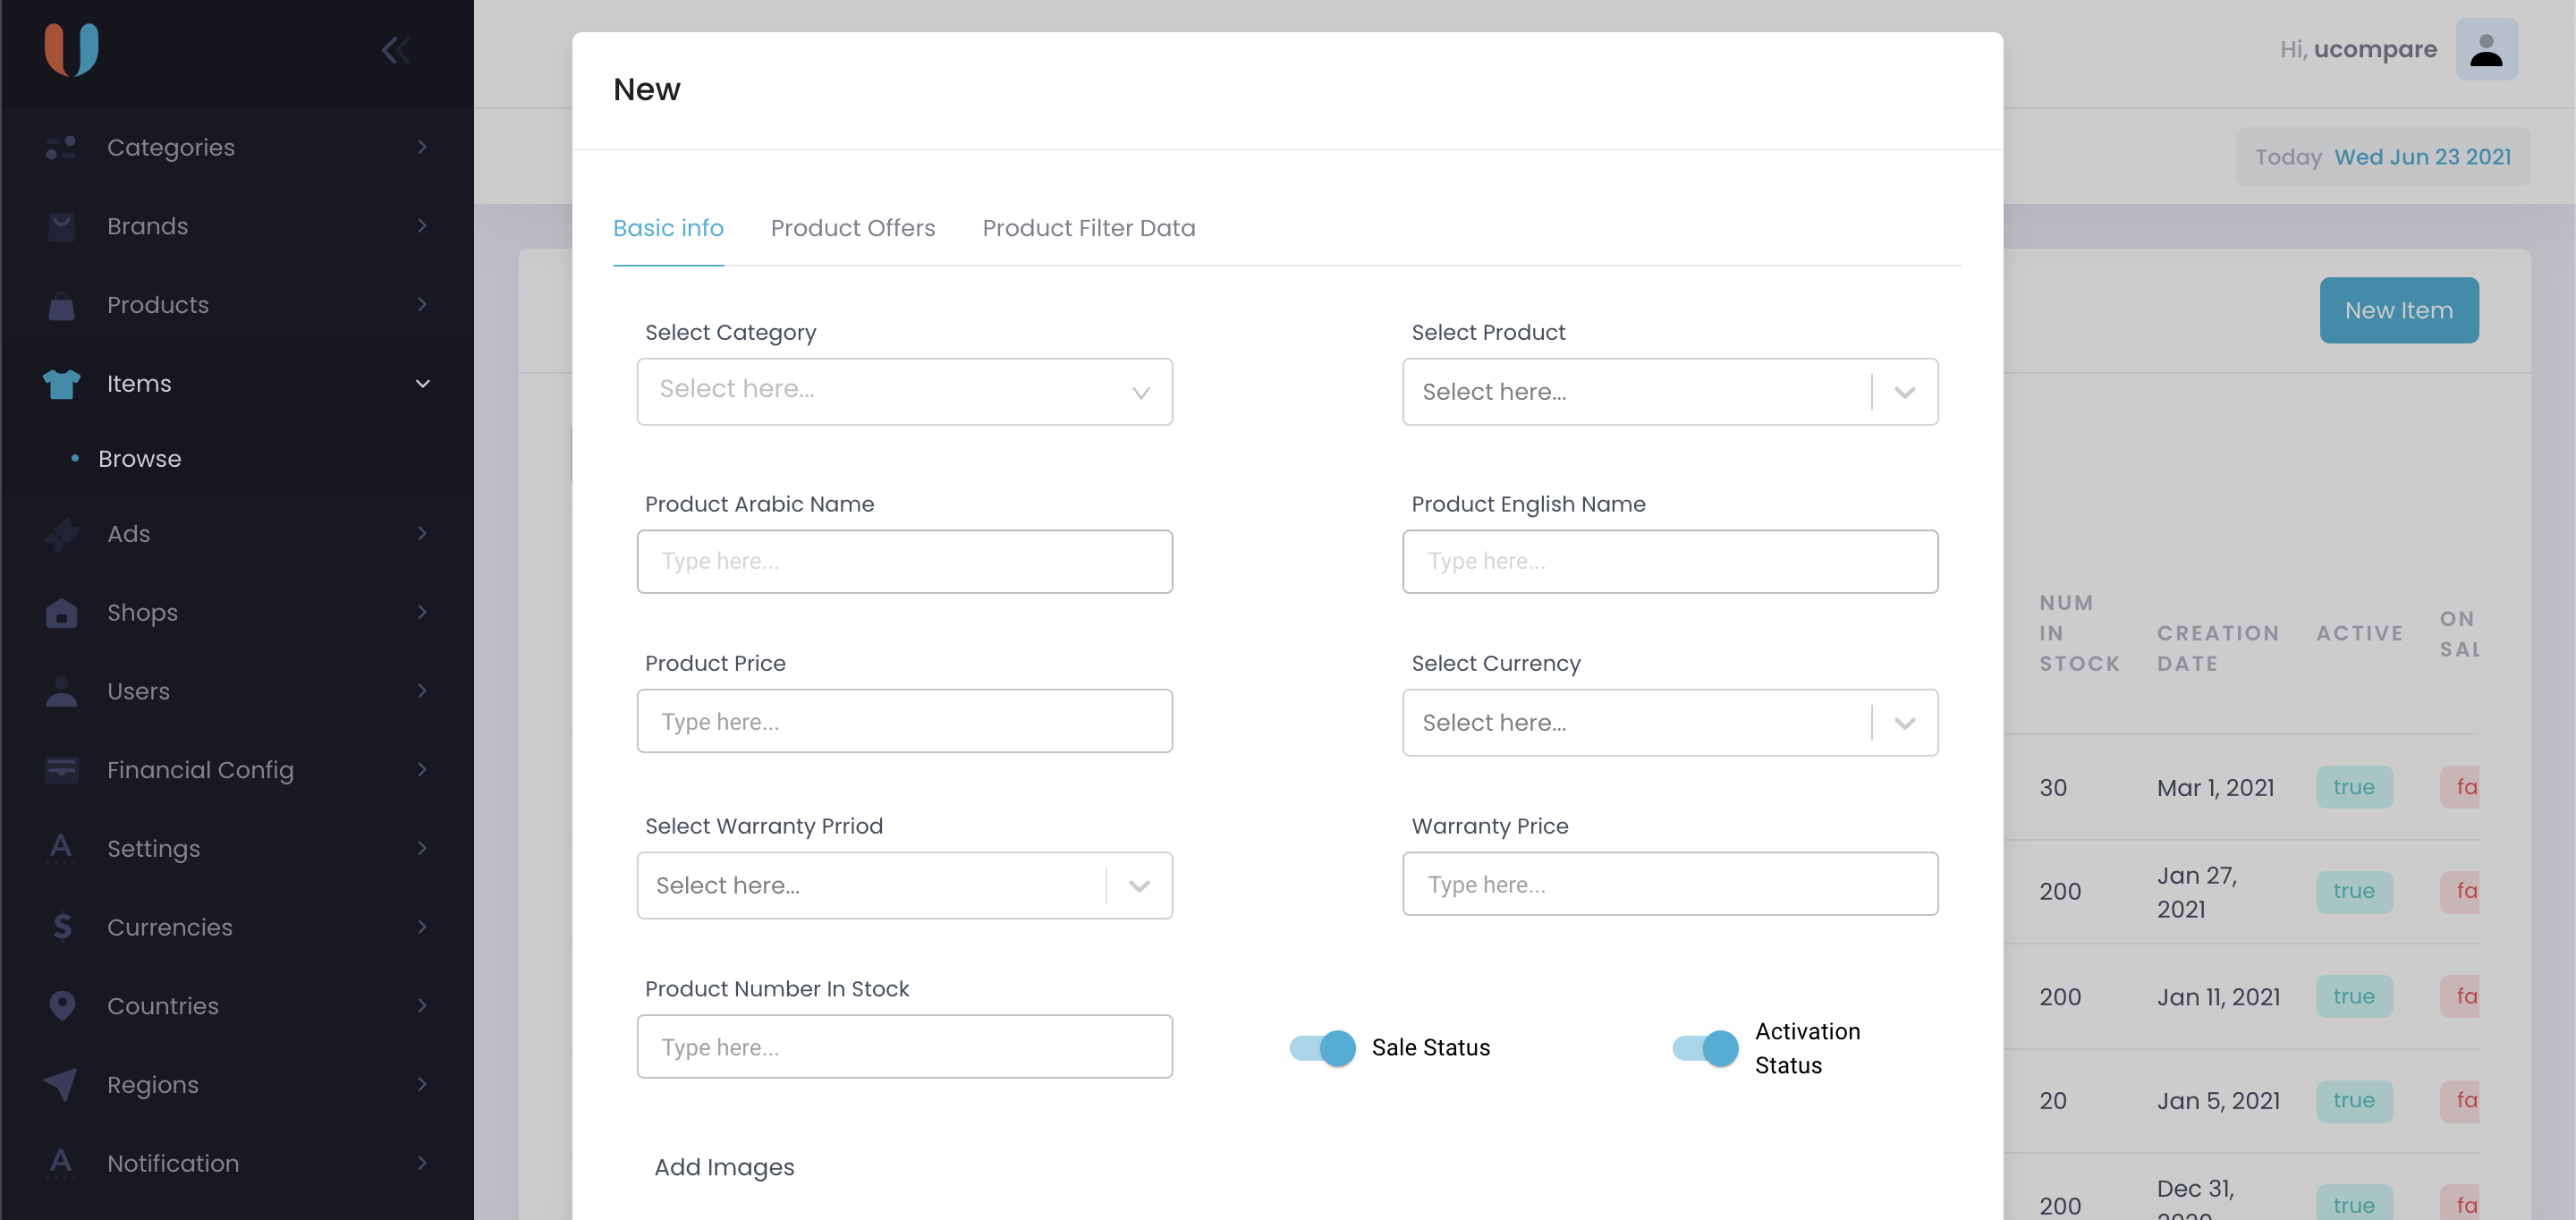 Hi, ucompare
Today Wed Jun 23 2021
Categories
Brands
Products
Items
Browse
Ads
Shops
Users
Financial Config
Settings
Currencies
Countries
Regions
Notification
New
Basic info Product Offers Product Filter Data
Select Category Select Product
Select here... Select here...
Product Arabic Name Product English Name
Type here... Type here...
Product Price Select Currency
Type here... Select here...
Select Warranty Prriod Warranty Price
Select here... Type here...
Product Number In Stock
Type here... Sale Status Activation
Status
Add Images
New Item
NUM
IN
STOCK
CREATION
DATE
ACTIVE
ON
SAL
30 Mar 1, 2021 true fa
200 Jan 27,
2021 true fa
200 Jan 11, 2021 true fa
20 Jan 5, 2021 true fa
200 Dec 31,
true fa